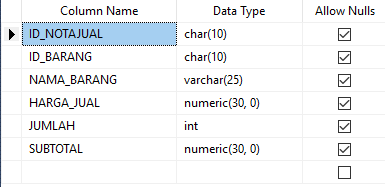 Column Name Data Type Allow Nulls
ID_NOTAJUAL char(10)
ID_BARANG char(10)
NAMA_BARANG varchar(25)
HARGA_JUAL numeric(30, 0)
JUMLAH int
SUBTOTAL numeric(30, 0)